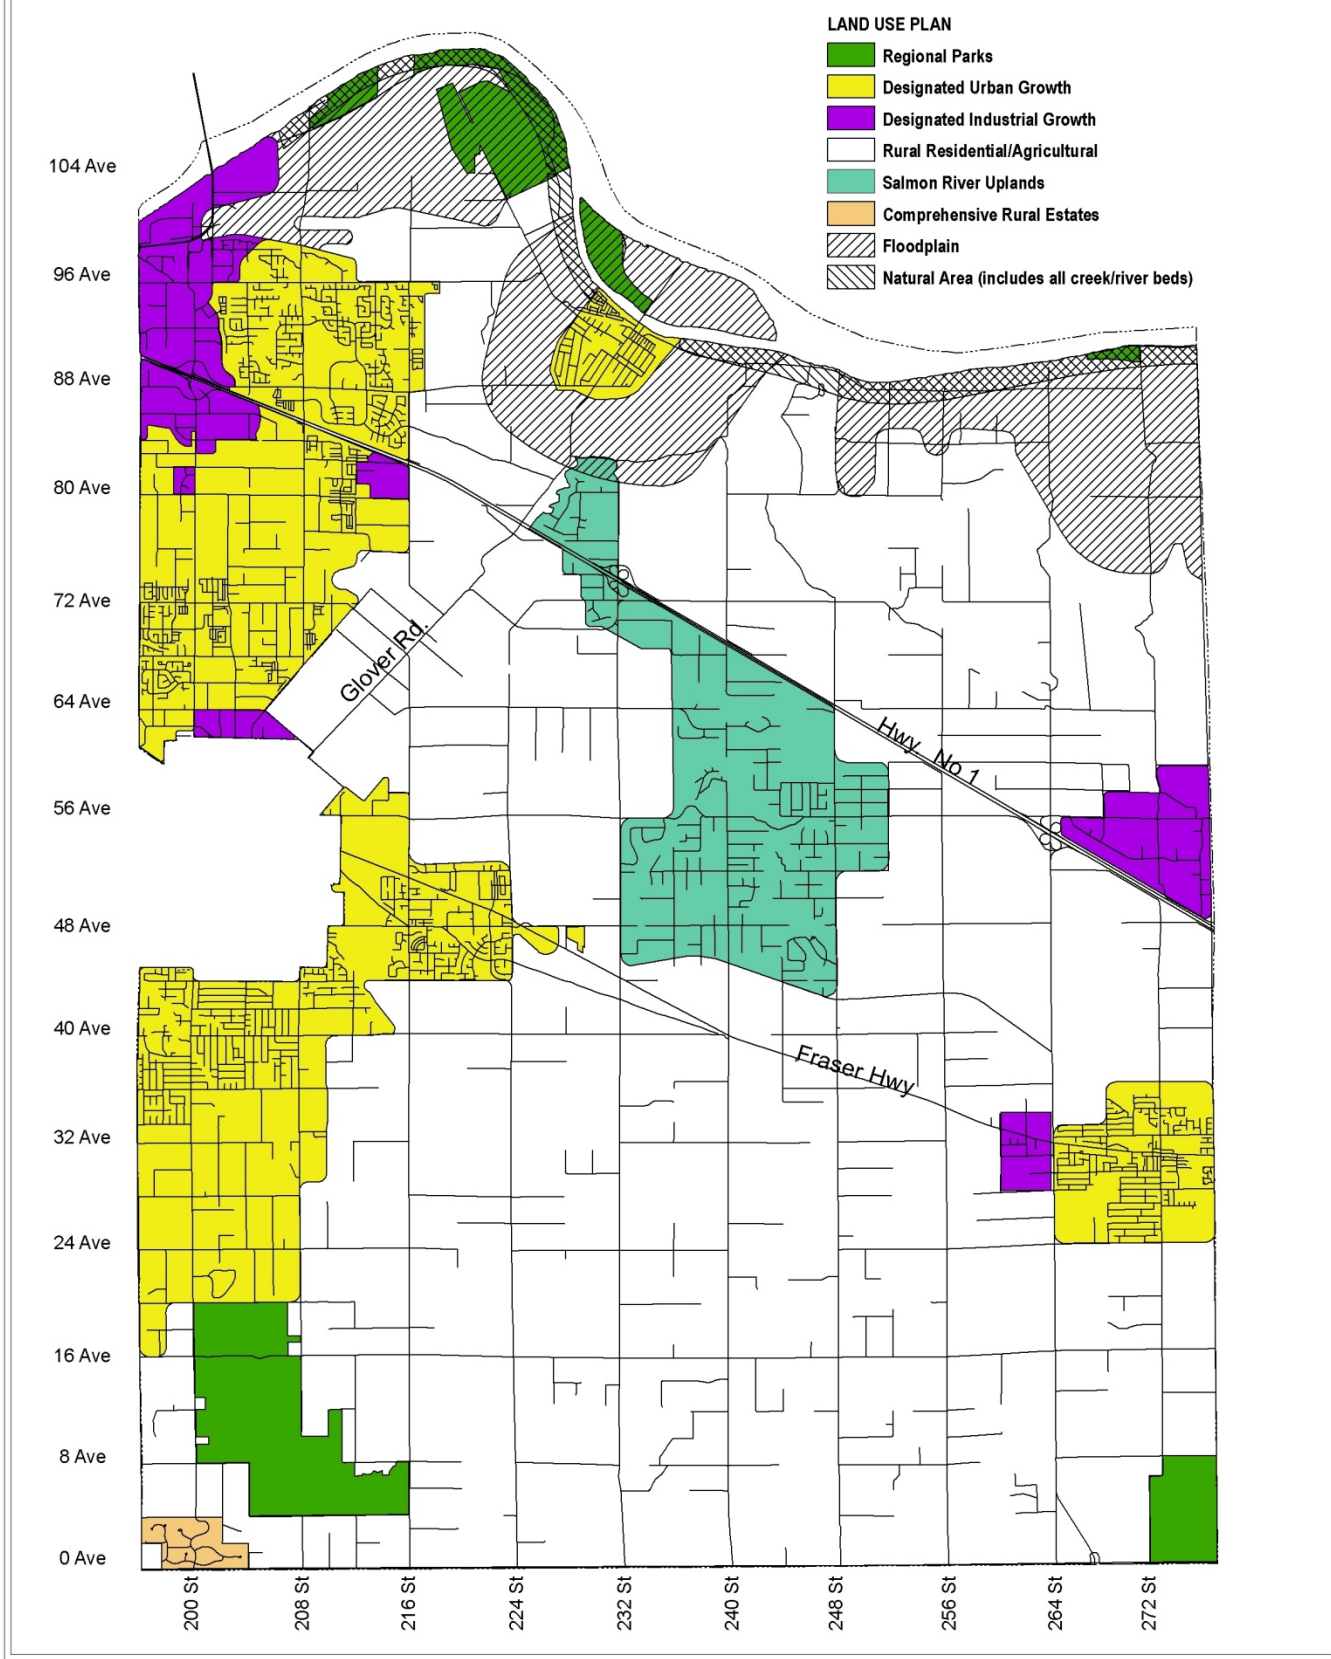 LAND USE PLAN
Regional Parks
Designated Urban Growth
Designated Industrial Growth
Rural Residential/Agricultural
Salmon River Uplands
Comprehensive Rural Estates
Floodplain
Natural Area (includes all creek/river beds)
104 Ave
96 Ave
88 Ave
80 Ave
72 Ave
Glover Rd.
64 Ave
Hwy. No 1
56 Ave
48 Ave
40 Ave
Fraser Hwy
32 Ave
24 Ave
16 Ave
8 Ave
0 Ave
200 St
208 St
216 St
224 St
232 St
240 St
248 St
256 St
264 St
272 St